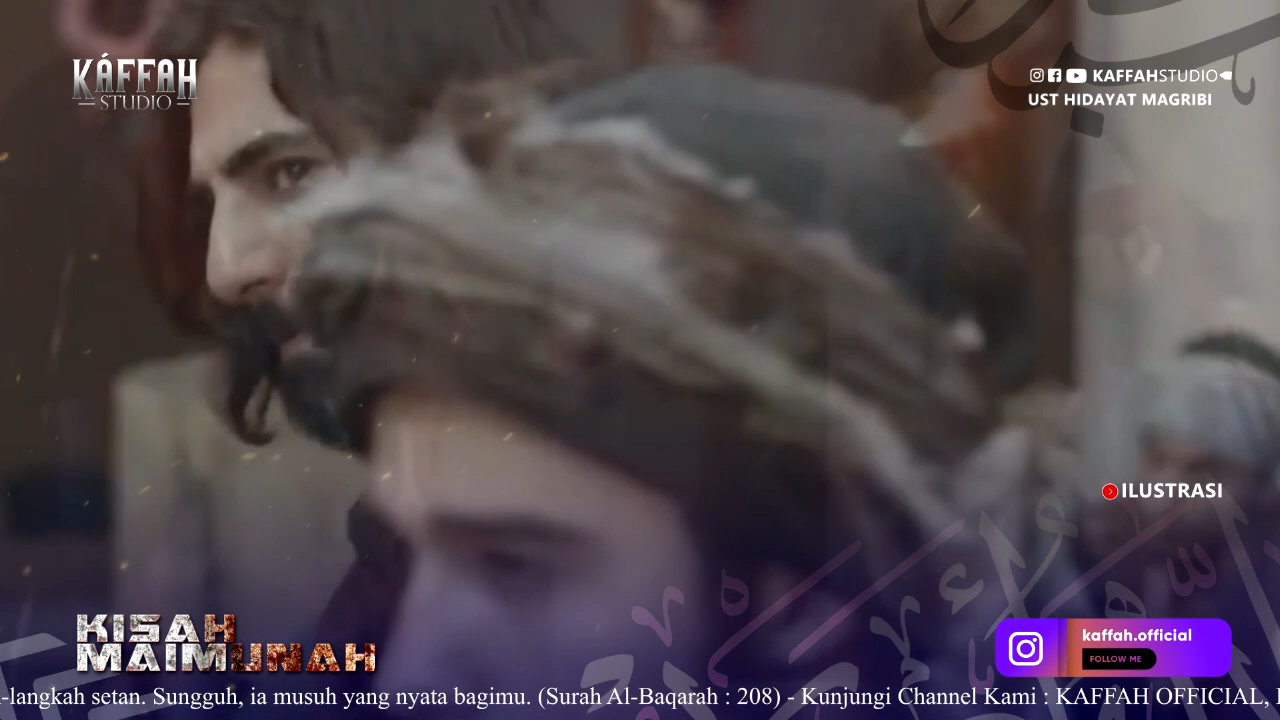 KÁFFAH
STUDIO
KAFFAHSTUDIO
UST HIDAYAT MAGRIBI
ILUSTRASI
KISAH
MAIMUNAH
kaffah.official
FOLLOW ME
-langkah setan. Sungguh, ia musuh yang nyata bagimu. (Surah Al-Baqarah : 208) - Kunjungi Channel Kami : KAFFAH OFFICIAL,